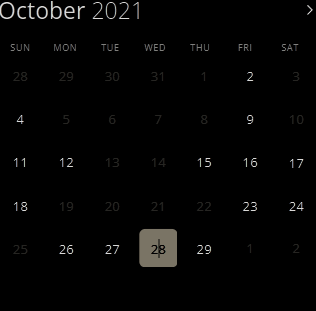 October 2021
SUN MON TUE WED THU FRI SAT
28 29 30 31 1 2 3
4 5 6 7 8 9 10
11 12 13 14 15 16 17
18 19 20 21 22 23 24
25 26 27 28 29 1 2